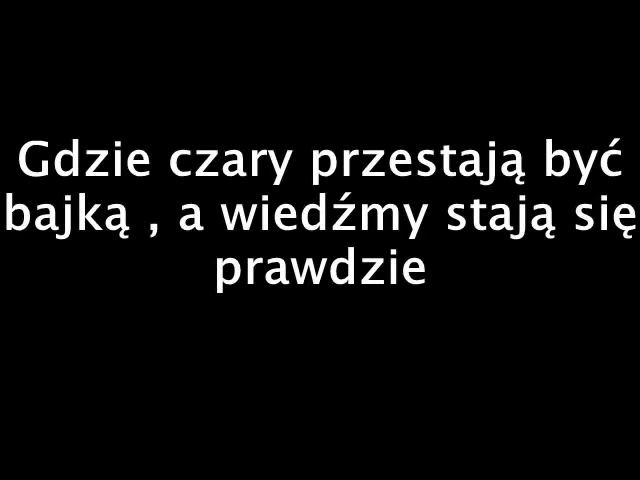 Gdzie czary przestają być
bajką , a wiedźmy stają się
prawdzie